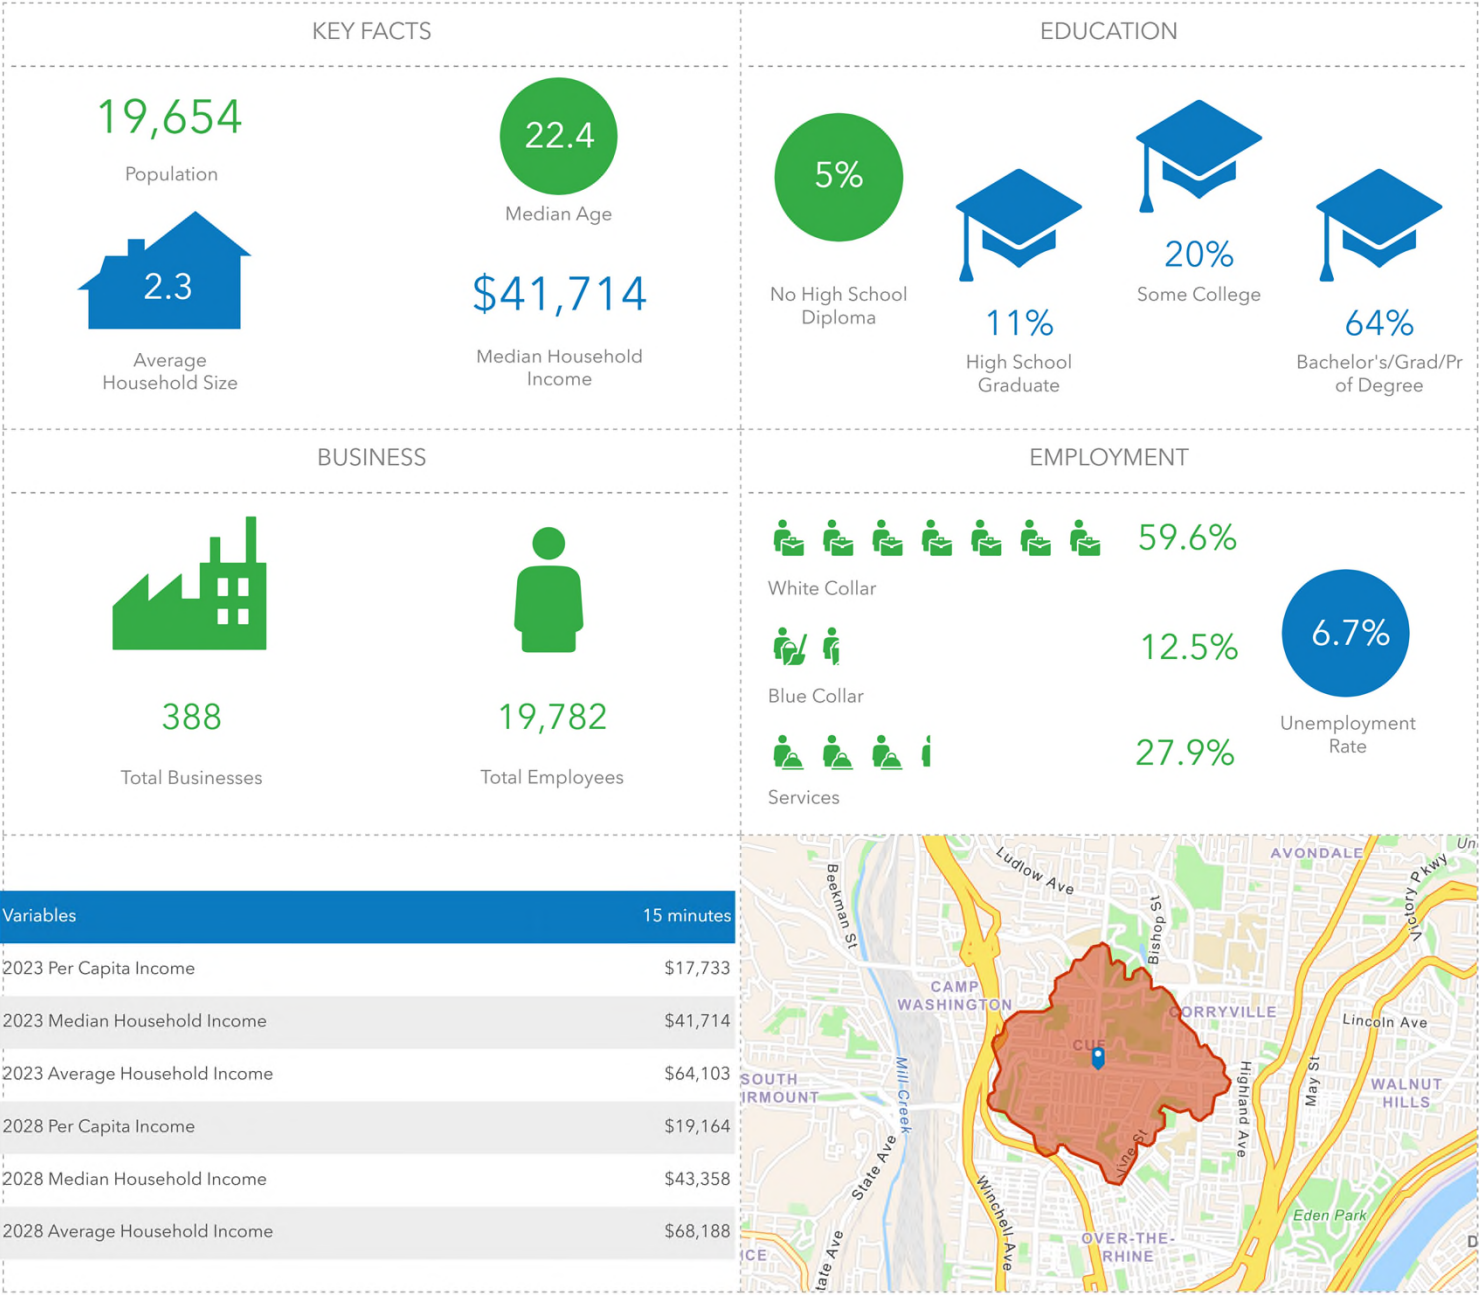 KEY FACTS
19,654
Population
22.4
Median Age
2.3
Average
Household Size
$41,714
Median Household
Income
EDUCATION
5%
No High School
Diploma
11%
High School
Graduate
20%
Some College
64%
Bachelor's/Grad/Pr
of Degree
BUSINESS
388
Total Businesses
19,782
Total Employees
EMPLOYMENT
59.6%
White Collar
12.5%
Blue Collar
27.9%
Services
6.7%
Unemployment
Rate
Variables 15 minutes
2023 Per Capita Income $17,733
2023 Median Household Income $41,714
2023 Average Household Income $64,103
2028 Per Capita Income $19,164
2028 Median Household Income $43,358
2028 Average Household Income $68,188
Ludlow Ave
AVONDALE
Un
Victory Pkwy
Beekman St
Bishop St
CAMP
WASHINGTON
CORRYVILLE
Lincoln Ave
CUF
SOUTH
IRMOUNT
Mill Creek
Highland Ave
May St
WALNUT
HILLS
Vine St
State Ave
Winchell Ave
Eden Park
OVER-THE-
RHINE
ICE
tate Ave
D